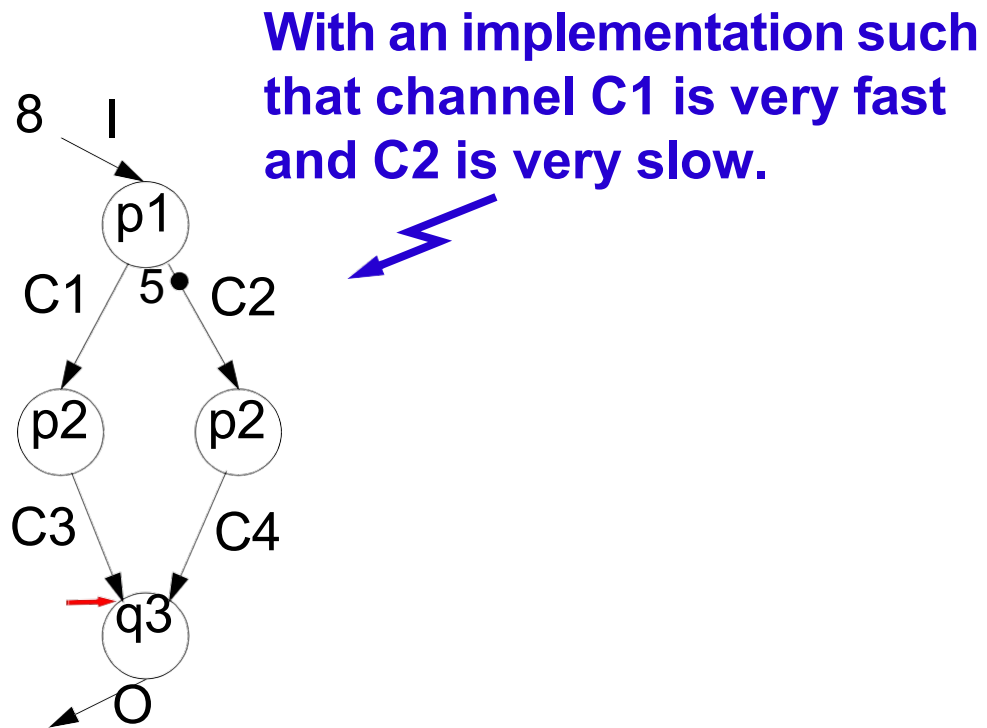 With an implementation such
that channel C1 is very fast
and C2 is very slow.
8 I
p1
C1 5 C2
p2 p2
C3 C4
q3
O